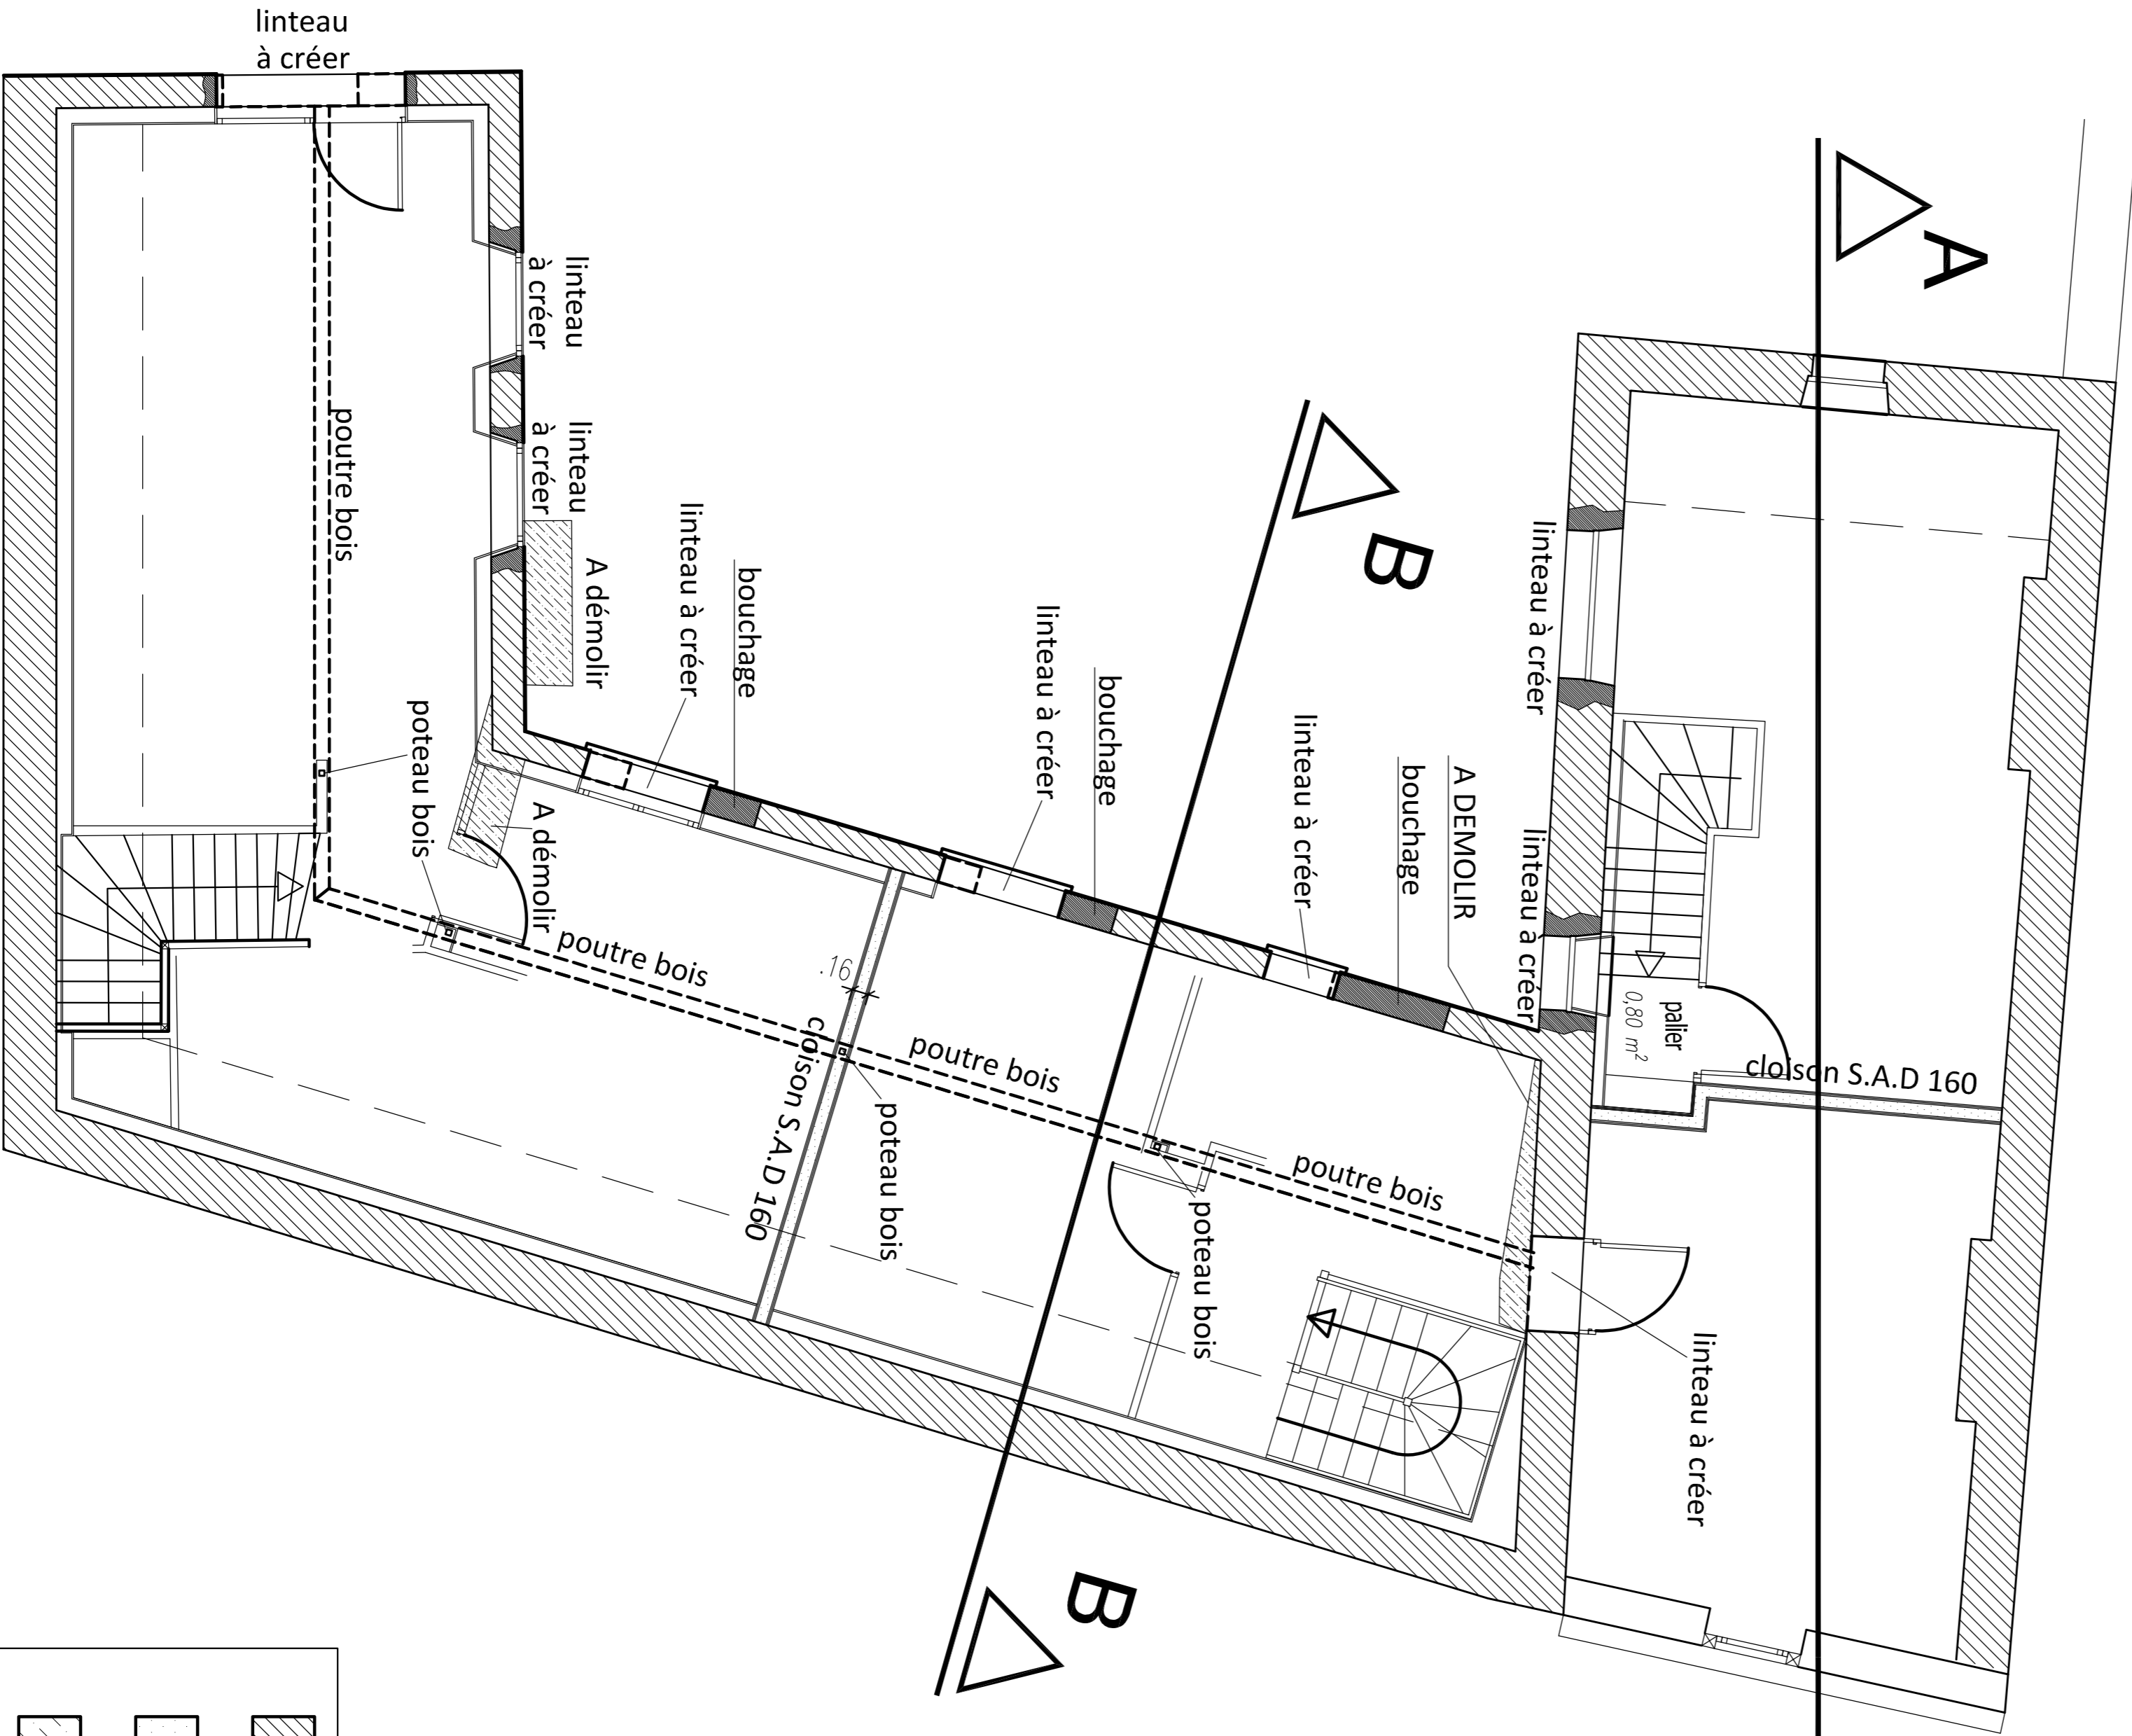 linteau
à créer
linteau
à créer
linteau
à créer
poutre bois
A démolir
linteau à créer
bouchage
poteau bois
A démolir
poutre bois
.16
cloison S.A.D 160
poteau bois
linteau à créer
bouchage
poutre bois
B
linteau à créer
bouchage
A DEMOLIR
linteau à créer
linteau à créer
A
palier
0,80 m²
cloison S.A.D 160
poutre bois
poteau bois
linteau à créer
B